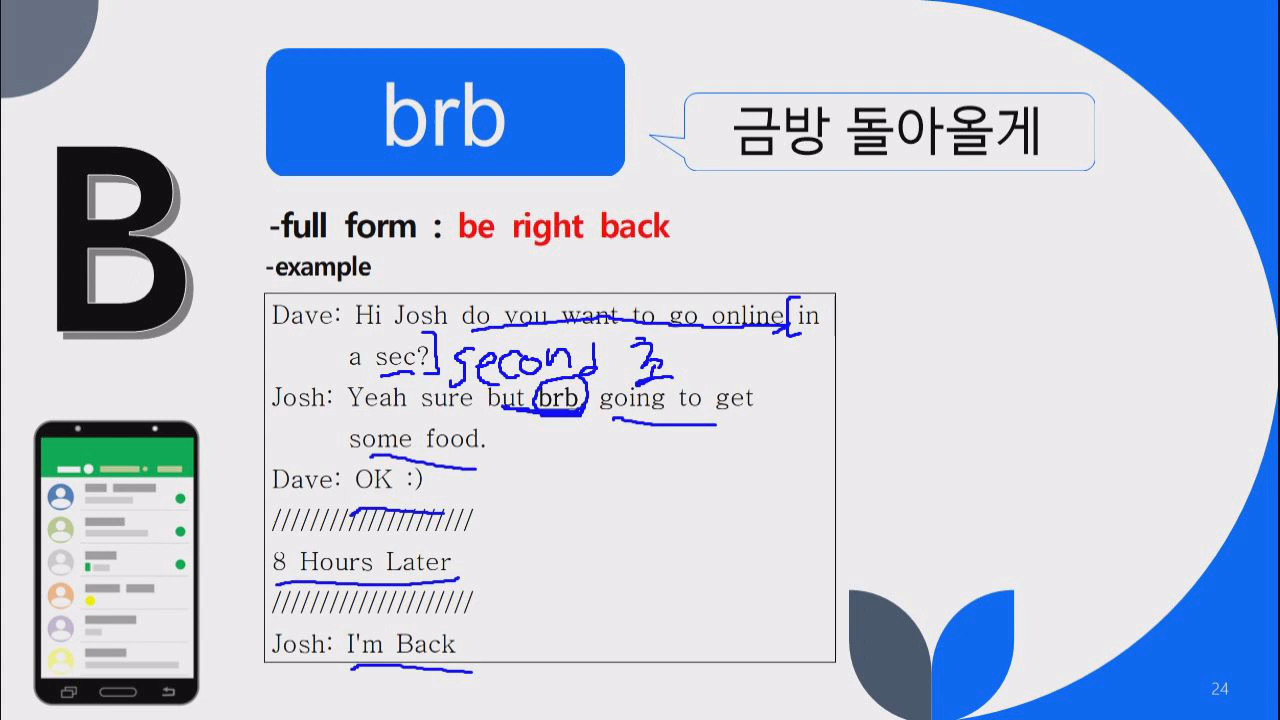 brb
금방 돌아올게
B
-full form : be right back
-example
Dave: Hi Josh do you want to go online in
a sec?
second 초
Josh: Yeah sure but brb going to get
some food.
Dave: OK :)
////////////////////
8 Hours Later
////////////////////
Josh: I'm Back
24